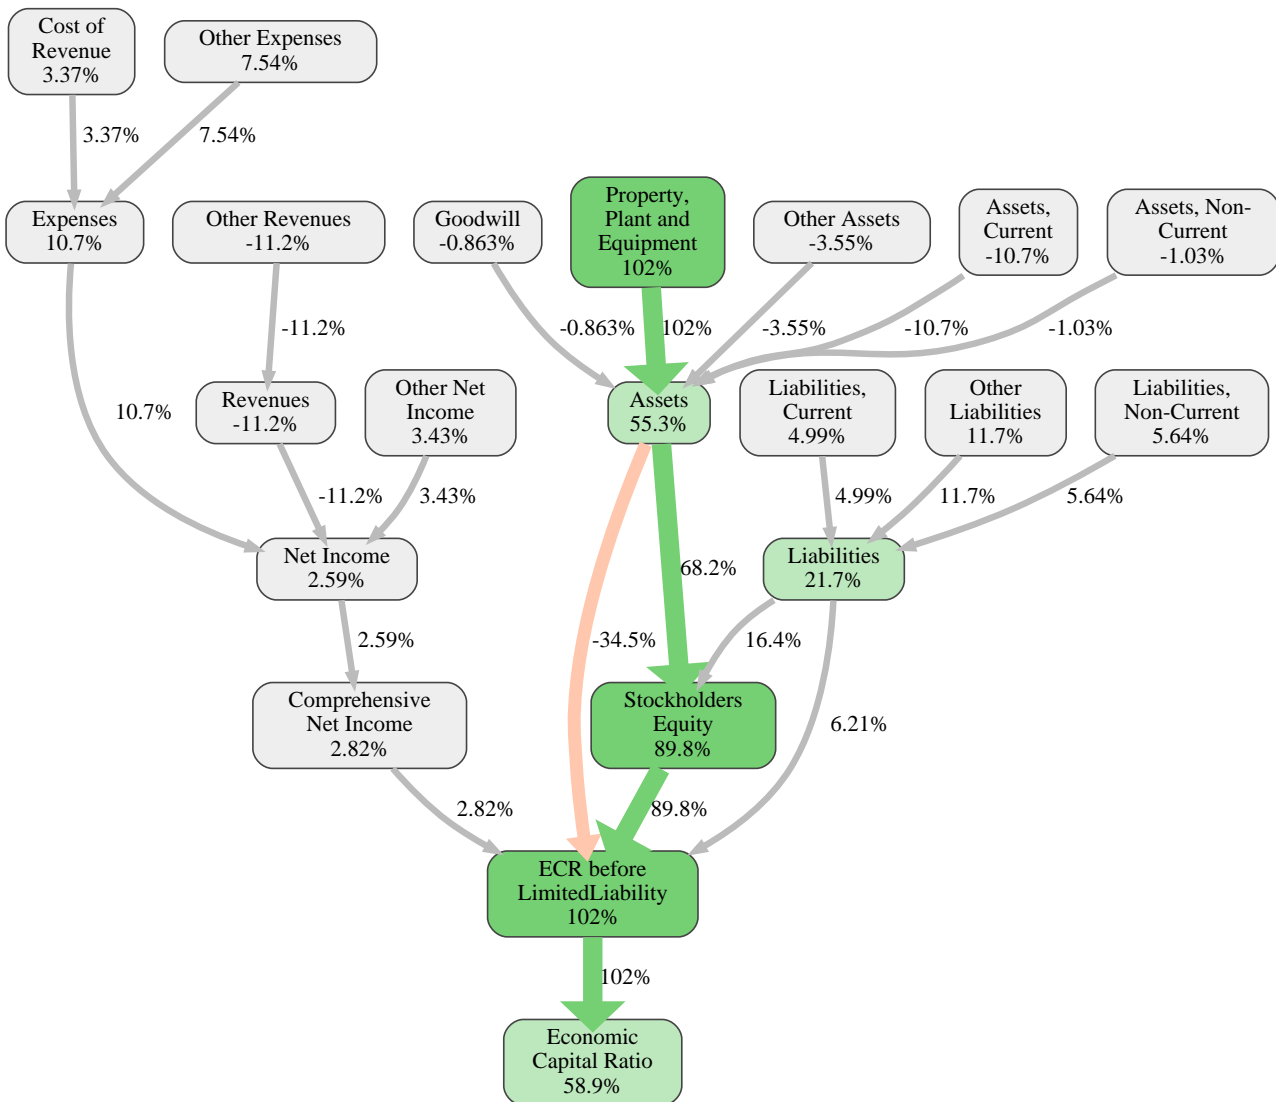 Cost of
Revenue
3.37%
Other Expenses
7.54%
3.37%
7.54%
Expenses
10.7%
Other Revenues
-11.2%
Goodwill
-0.863%
Property,
Plant and
Equipment
102%
Other Assets
-3.55%
Assets,
Current
-10.7%
Assets, Non-
Current
-1.03%
-11.2%
-0.863%
102%
-3.55%
-10.7%
-1.03%
10.7%
Revenues
-11.2%
Other Net
Income
3.43%
Assets
55.3%
Liabilities,
Current
4.99%
Other
Liabilities
11.7%
Liabilities,
Non-Current
5.64%
-11.2%
3.43%
4.99%
11.7%
5.64%
Net Income
2.59%
68.2%
Liabilities
21.7%
2.59%
-34.5%
16.4%
Comprehensive
Net Income
2.82%
Stockholders
Equity
89.8%
6.21%
2.82%
89.8%
ECR before
LimitedLiability
102%
102%
Economic
Capital Ratio
58.9%